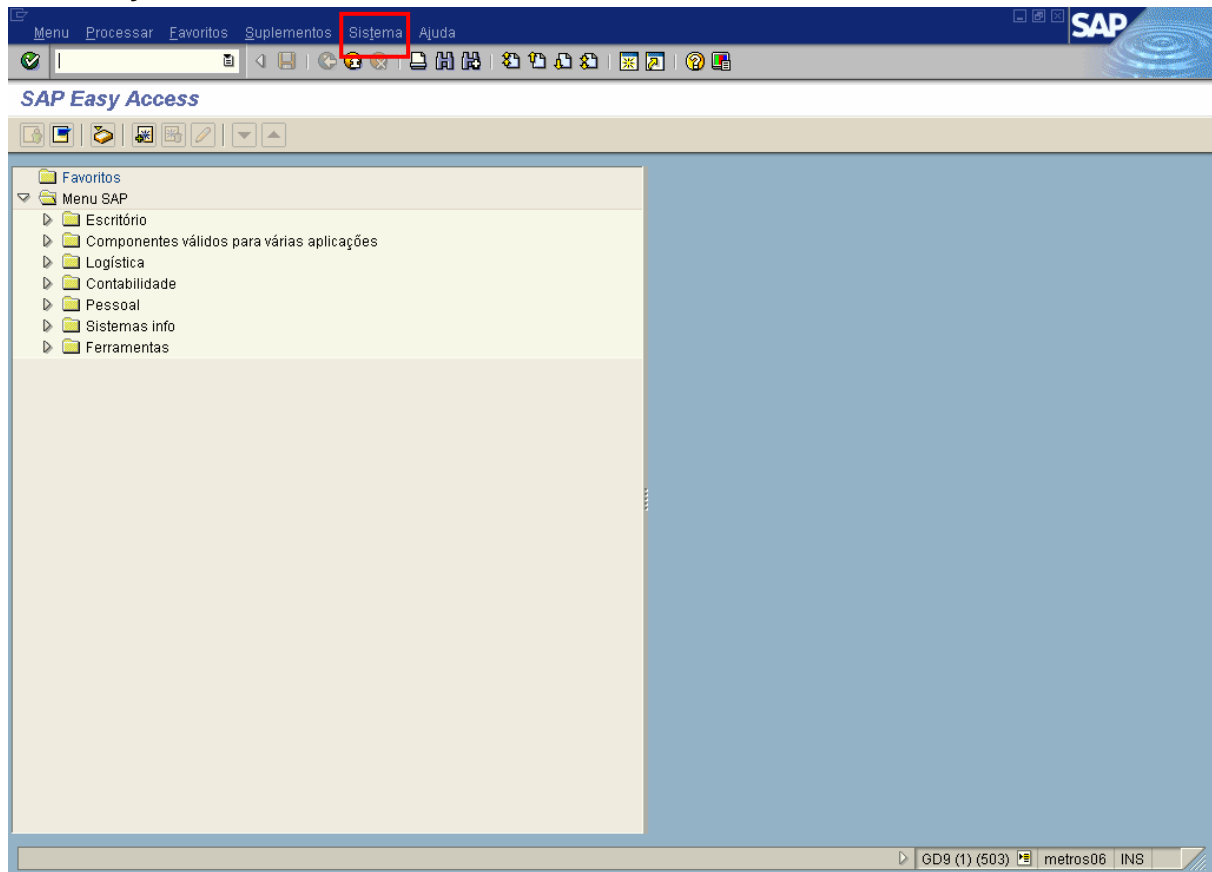 Menu Processar Favoritos Suplementos Sistema Ajuda
SAP
SAP Easy Access
Favoritos
Menu SAP
Escritório
Componentes válidos para várias aplicações
Logística
Contabilidade
Pessoal
Sistemas info
Ferramentas
GD9 (1) (503) metros06 INS